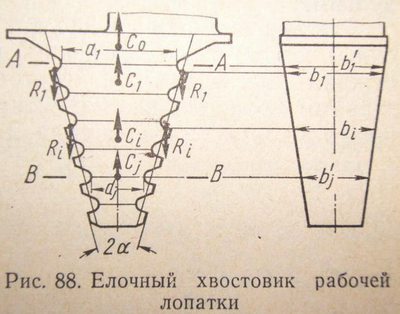 a₁ C₀
A A b₁ b₁'
R₁ C₁ R₁
Rᵢ Cᵢ Rᵢ bᵢ
Cⱼ
B B bⱼ'
dⱼ
2α
Рис. 88. Елочный хвостовик рабочей
лопатки